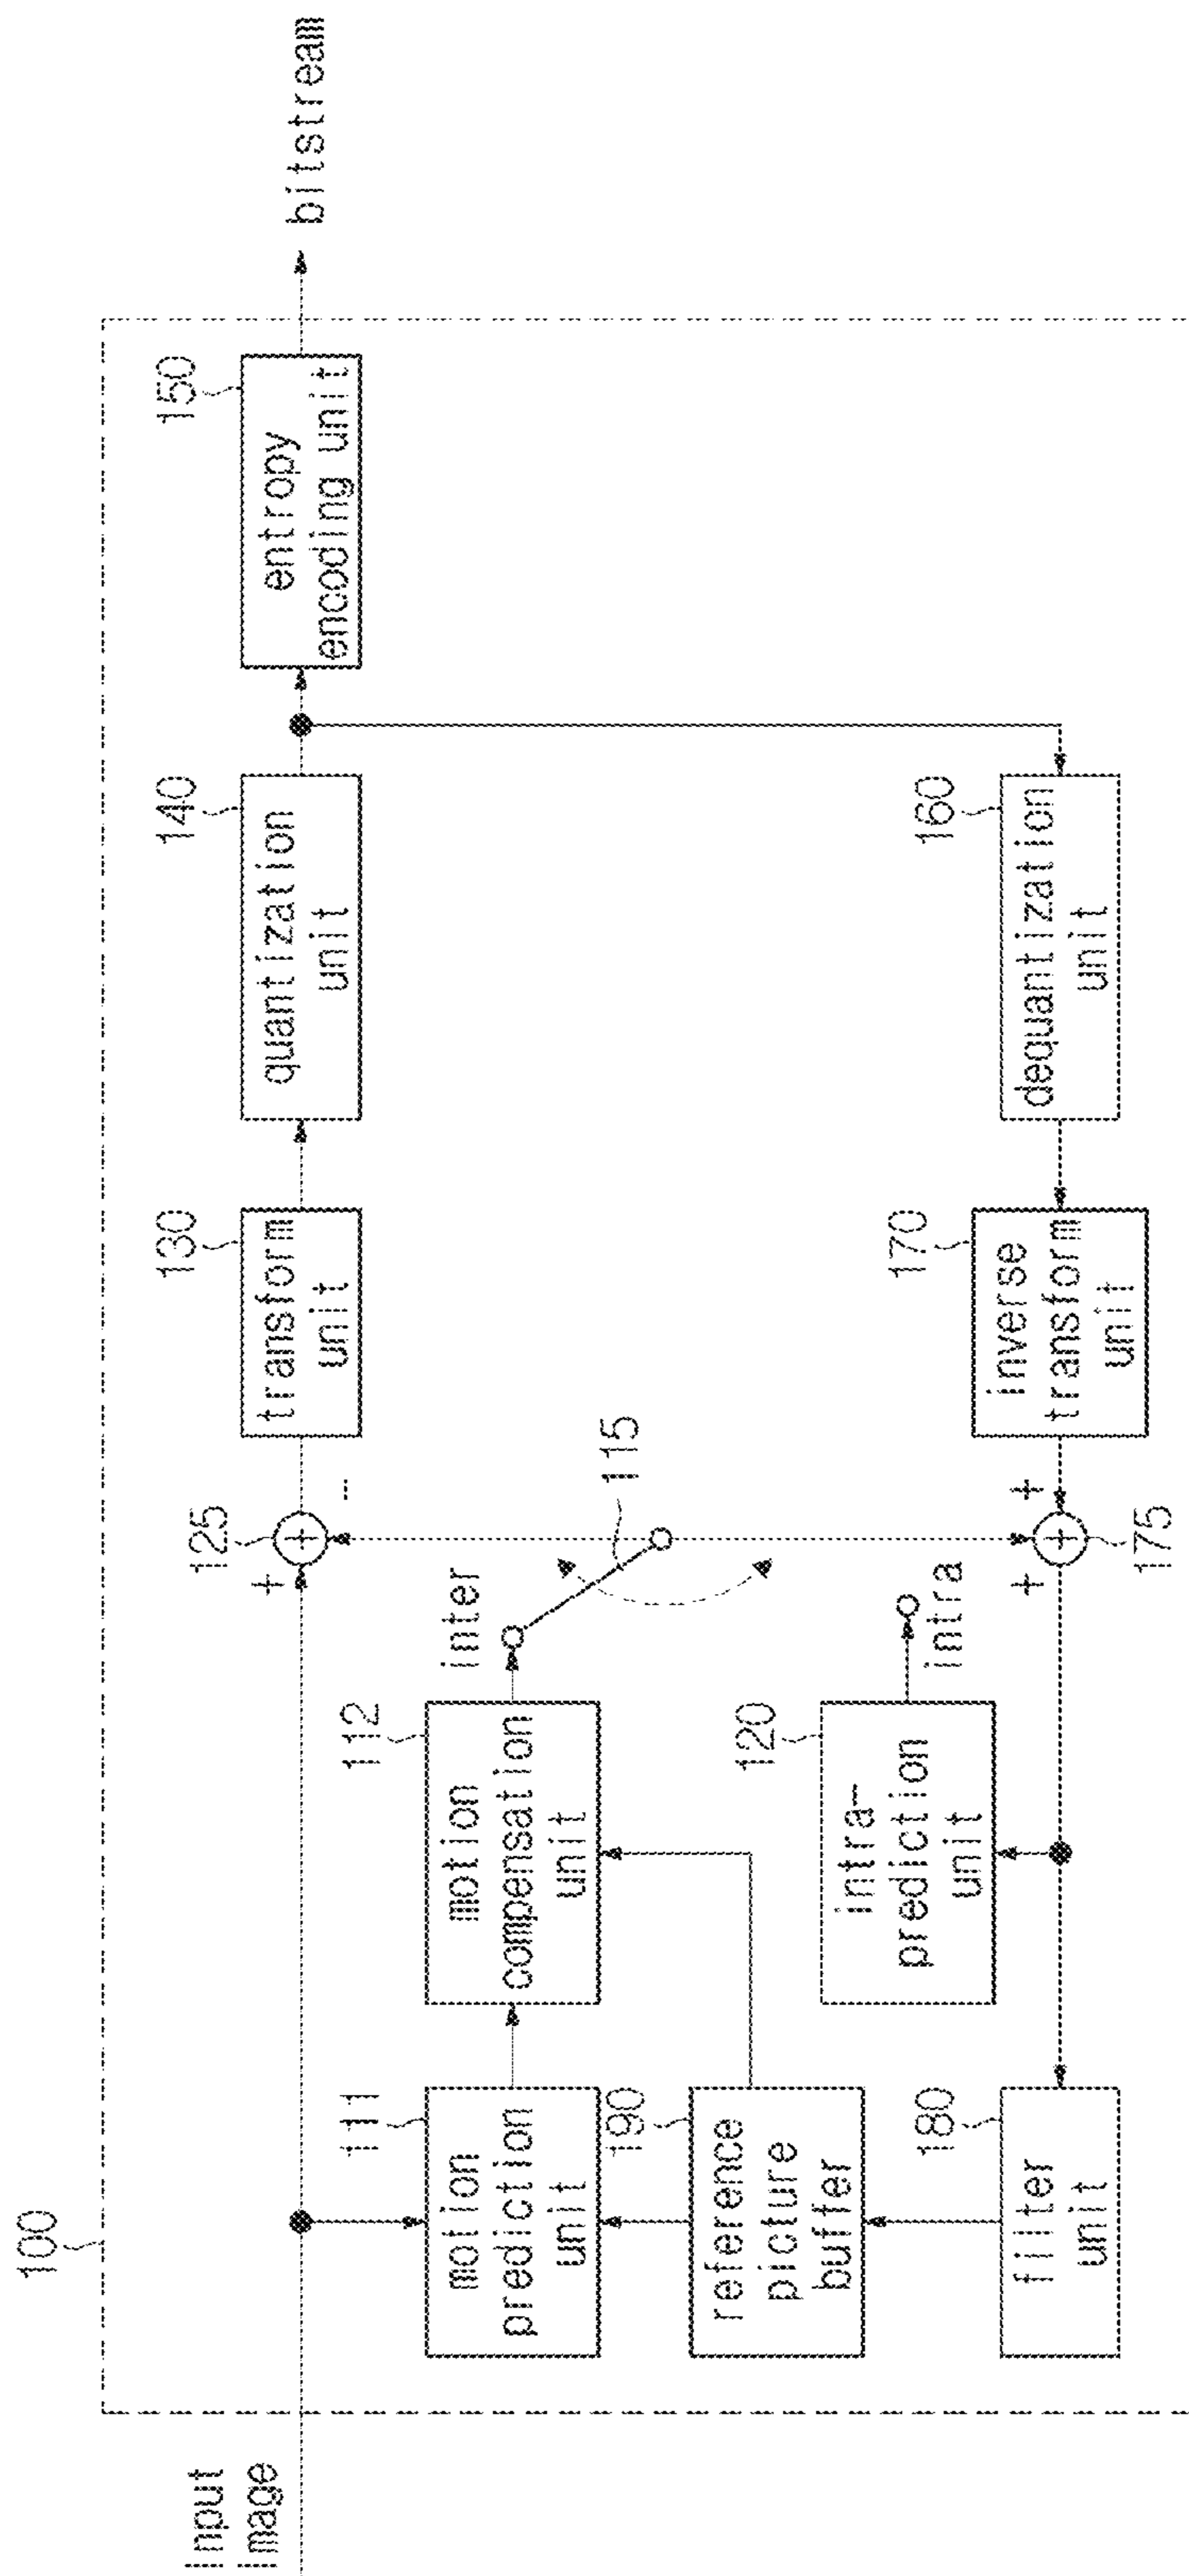 100
Input
image
125
+
-
130
transform
unit
140
quantization
unit
150
entropy
encoding unit
bitstream
111
motion
prediction
unit
112
motion
compensation
unit
inter
115
190
reference
picture
buffer
120
intra-
prediction
unit
intra
180
filter
unit
+
+
175
170
inverse
transform
unit
160
dequantization
unit